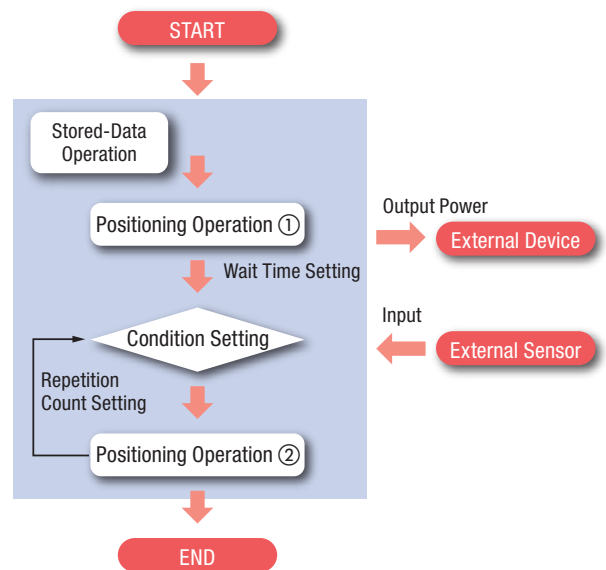 START
Stored-Data
Operation
Positioning Operation ①
Output Power
External Device
Wait Time Setting
Input
Condition Setting
External Sensor
Repetition
Count Setting
Positioning Operation ②
END